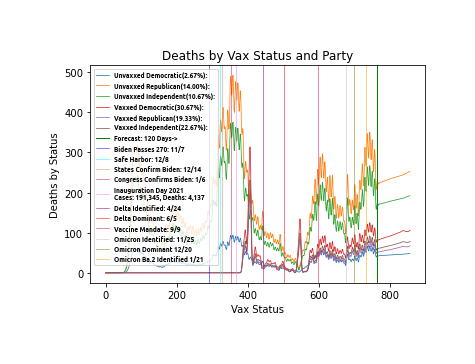 Deaths by Vax Status and Party
Deaths by Status
500
400
300
200
100
0
Unvaxxed Democratic(2.67%):
Unvaxxed Republican(14.00%):
Unvaxxed Independent(10.67%):
Vaxxed Democratic(30.67%):
Vaxxed Republican(19.33%):
Vaxxed Independent(22.67%):
Forecast: 120 Days->
Biden Passes 270: 11/7
Safe Harbor: 12/8
States Confirm Biden: 12/14
Congress Confirms Biden: 1/6
Inauguration Day 2021
Cases: 191,345, Deaths: 4,137
Delta Identified: 4/24
Delta Dominant: 6/5
Vaccine Mandate: 9/9
Omicron Identified: 11/25
Omicron Dominant 12/20
Omicron Ba.2 Identified 1/21
0 200 400 600 800
Vax Status